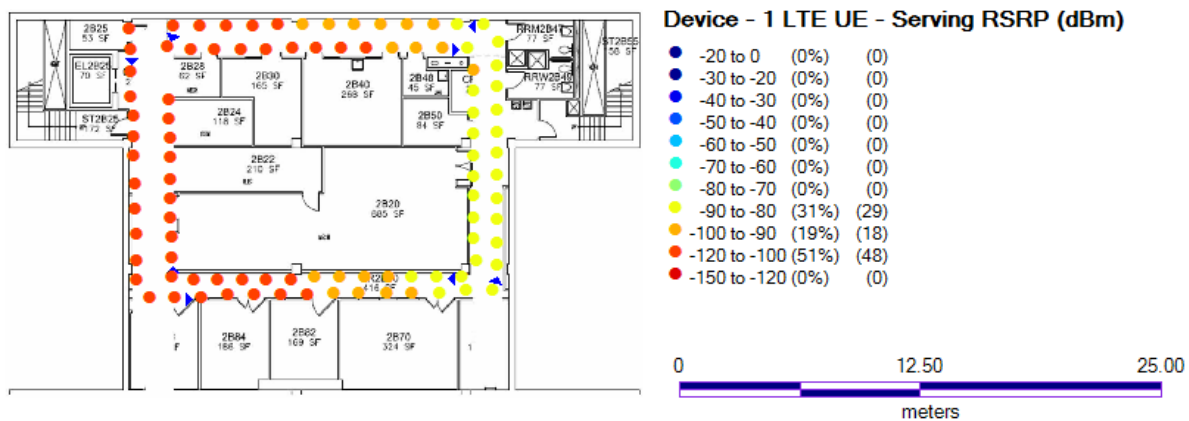 Device - 1 LTE UE - Serving RSRP (dBm)
-20 to 0 (0%) (0)
-30 to -20 (0%) (0)
-40 to -30 (0%) (0)
-50 to -40 (0%) (0)
-60 to -50 (0%) (0)
-70 to -60 (0%) (0)
-80 to -70 (0%) (0)
-90 to -80 (31%) (29)
-100 to -90 (19%) (18)
-120 to -100 (51%) (48)
-150 to -120 (0%) (0)
0 12.50 25.00
meters
2B25
53 SF
RRM2B47
77 SF
ST2B55
EL2B25
70 SF
2B28
62 SF
2B30
165 SF
2B40
2B48
45 SF
RRW2B49
77 SF
ST2B25
172 SF
2B24
118 SF
2B50
84 SF
2B22
210 SF
2B20
685 SF
416 SF
2B84
186 SF
2B82
169 SF
2B70
324 SF